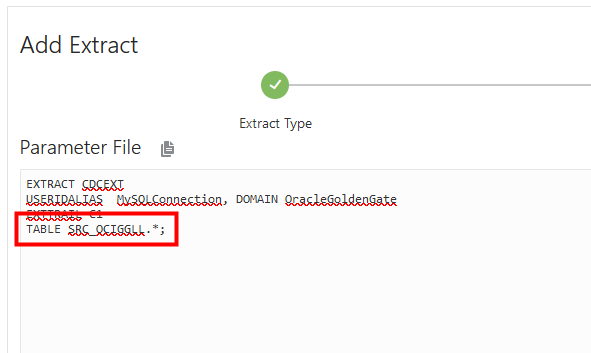 Add Extract
Extract Type
Parameter File
EXTRACT CDCEXT
USERIDALIAS  MySQLConnection, DOMAIN OracleGoldenGate
EXTTRAIL C1
TABLE SRC_OCIGGLL.*;